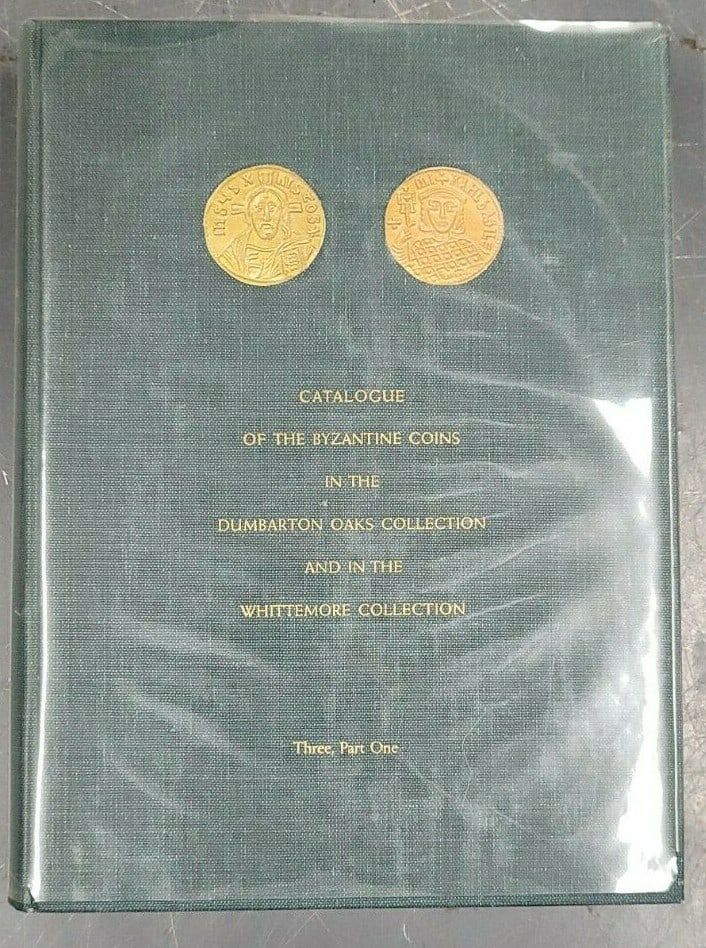 CATALOGUE
OF THE BYZANTINE COINS
IN THE
DUMBARTON OAKS COLLECTION
AND IN THE
WHITTEMORE COLLECTION
Three, Part One